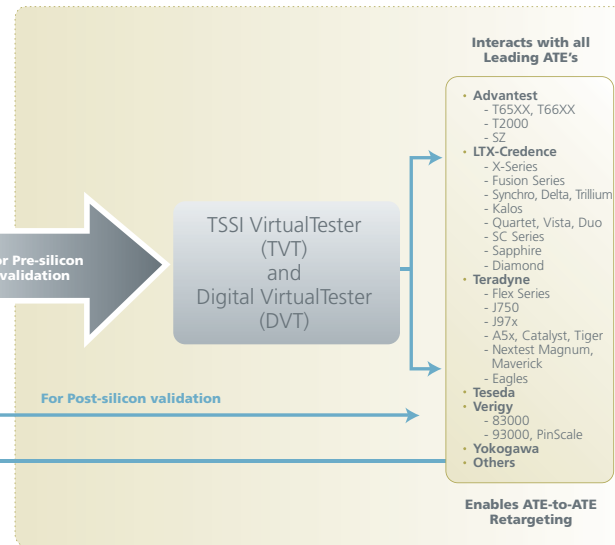 Interacts with all
Leading ATE's
• Advantest
- T65XX, T66XX
- T2000
- SZ
• LTX-Credence
- X-Series
- Fusion Series
- Synchro, Delta, Trillium
- Kalos
- Quartet, Vista, Duo
- SC Series
- Sapphire
- Diamond
• Teradyne
- Flex Series
- J750
- J97x
- A5x, Catalyst, Tiger
- Nextest Magnum,
Maverick
- Eagles
• Teseda
• Verigy
- 83000
- 93000, PinScale
• Yokogawa
• Others
Enables ATE-to-ATE
Retargeting
or Pre-silicon
validation
TSSI VirtualTester
(TVT)
and
Digital VirtualTester
(DVT)
For Post-silicon validation